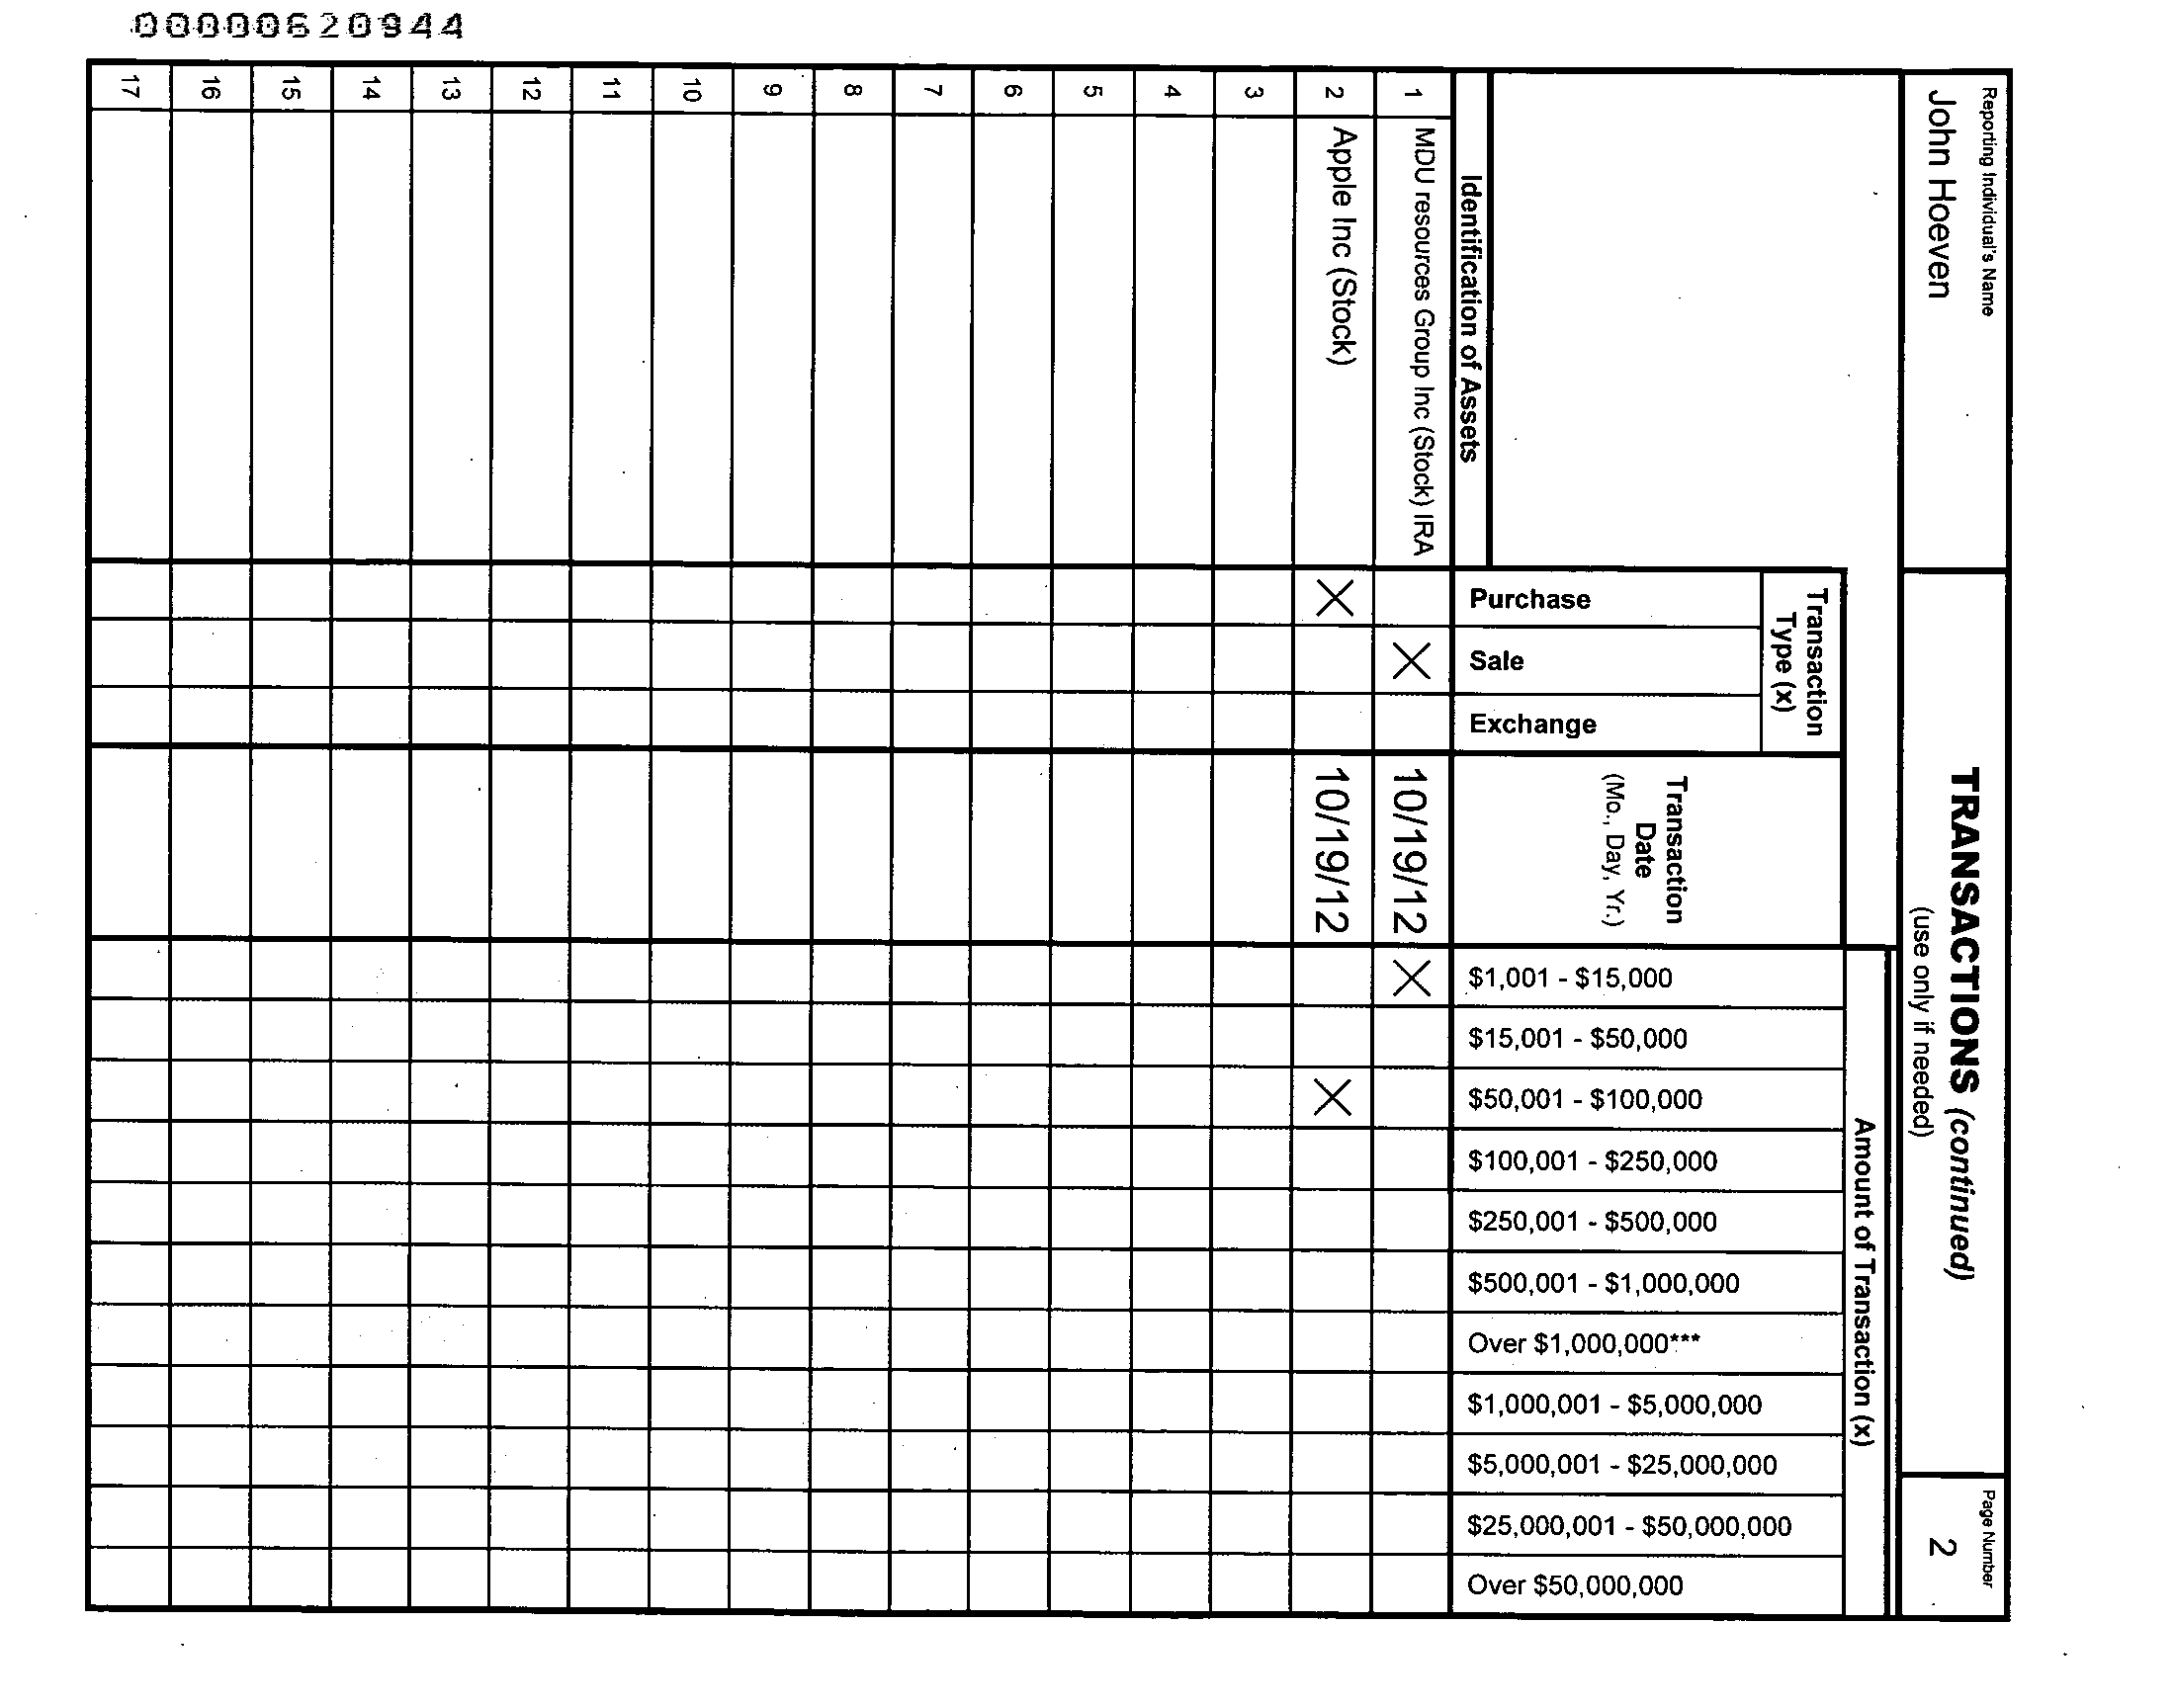 00000620944
Reporting Individual's Name
John Hoeven
TRANSACTIONS (continued)
(use only if needed)
Page Number
2
Transaction
Type (x)
Amount of Transaction (x)
Identification of Assets
Purchase
Sale
Exchange
Transaction
Date
(Mo., Day, Yr.)
$1,001 - $15,000
$15,001 - $50,000
$50,001 - $100,000
$100,001 - $250,000
$250,001 - $500,000
$500,001 - $1,000,000
Over $1,000,000***
$1,000,001 - $5,000,000
$5,000,001 - $25,000,000
$25,000,001 - $50,000,000
Over $50,000,000
1 MDU resources Group Inc (Stock) IRA X 10/19/12 X
2 Apple Inc (Stock) X 10/19/12 X
3
4
5
6
7
8
9
10
11
12
13
14
15
16
17